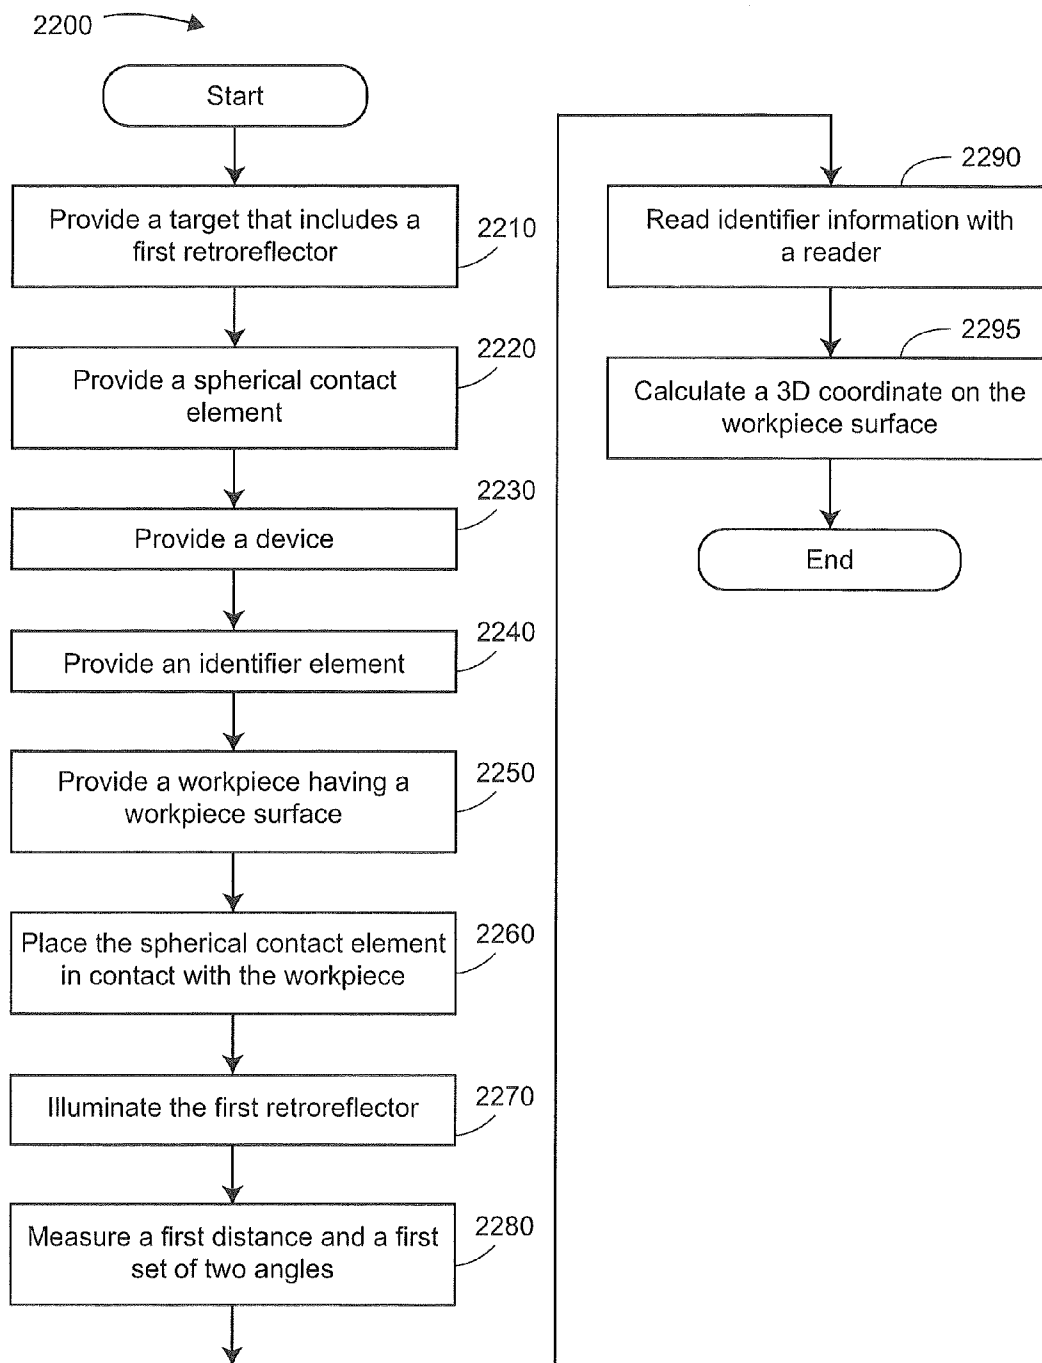 2200
Start
Provide a target that includes a
first retroreflector
2210
Provide a spherical contact
element
2220
Provide a device
2230
Provide an identifier element
2240
Provide a workpiece having a
workpiece surface
2250
Place the spherical contact element
in contact with the workpiece
2260
Illuminate the first retroreflector
2270
Measure a first distance and a first
set of two angles
2280
Read identifier information with
a reader
2290
Calculate a 3D coordinate on the
workpiece surface
2295
End